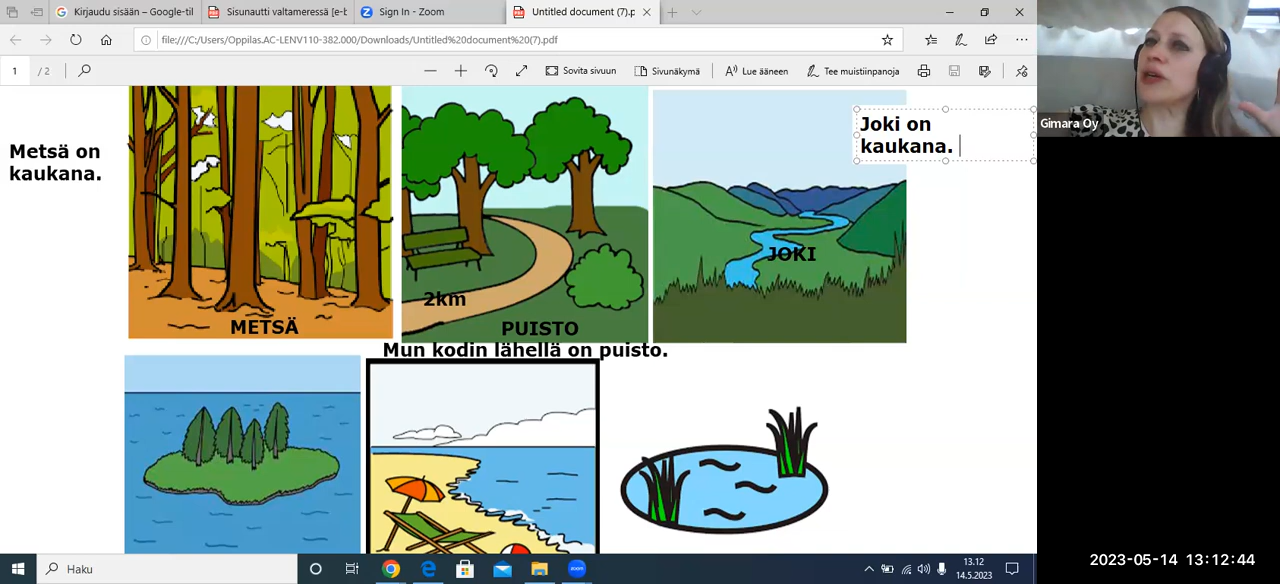 Kirjaudu sisään – Google-til
Sisunautti valtameressä [e-b
Sign In - Zoom
Untitled document (7).p
file:///C:/Users/Oppilas.AC-LENV110-382.000/Downloads/Untitled%20document%20(7).pdf
1 / 2
Sovita sivuun
Sivunäkymä
Lue ääneen
Tee muistiinpanoja
Gimara Oy
Metsä on
kaukana.
Joki on
kaukana.
JOKI
2km
METSÄ
PUISTO
Mun kodin lähellä on puisto.
Haku
zoom
13.12
14.5.2023
2023-05-14 13:12:44